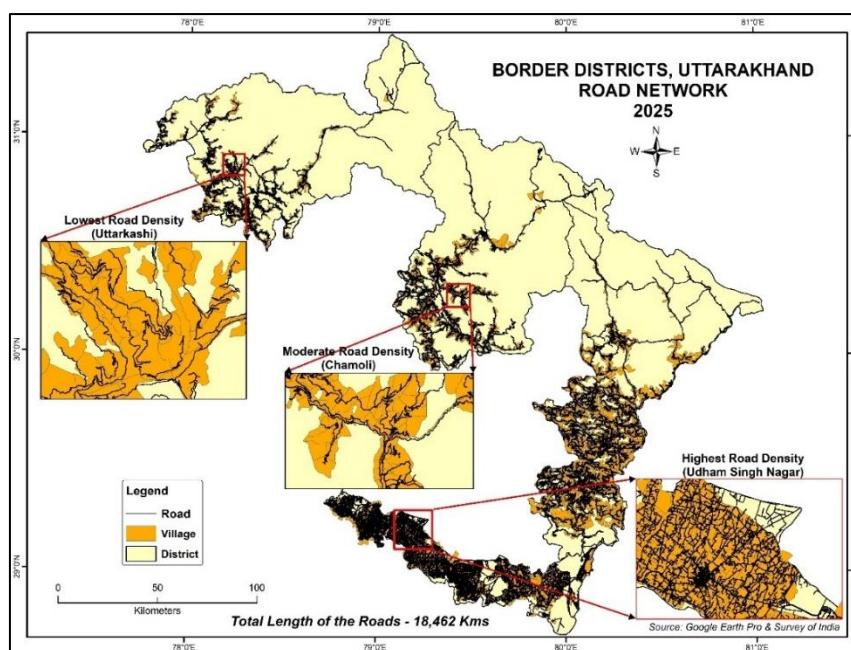 78°0'E 79°0'E 80°0'E 81°0'E
BORDER DISTRICTS, UTTARAKHAND
ROAD NETWORK
2025
N
W E
S
31°0'N
30°0'N
29°0'N
Lowest Road Density
(Uttarkashi)
Moderate Road Density
(Chamoli)
Highest Road Density
(Udham Singh Nagar)
Legend
Road
Village
District
0 50 100
Kilometers
Total Length of the Roads - 18,462 Kms
Source: Google Earth Pro & Survey of India
78°0'E 79°0'E 80°0'E 81°0'E